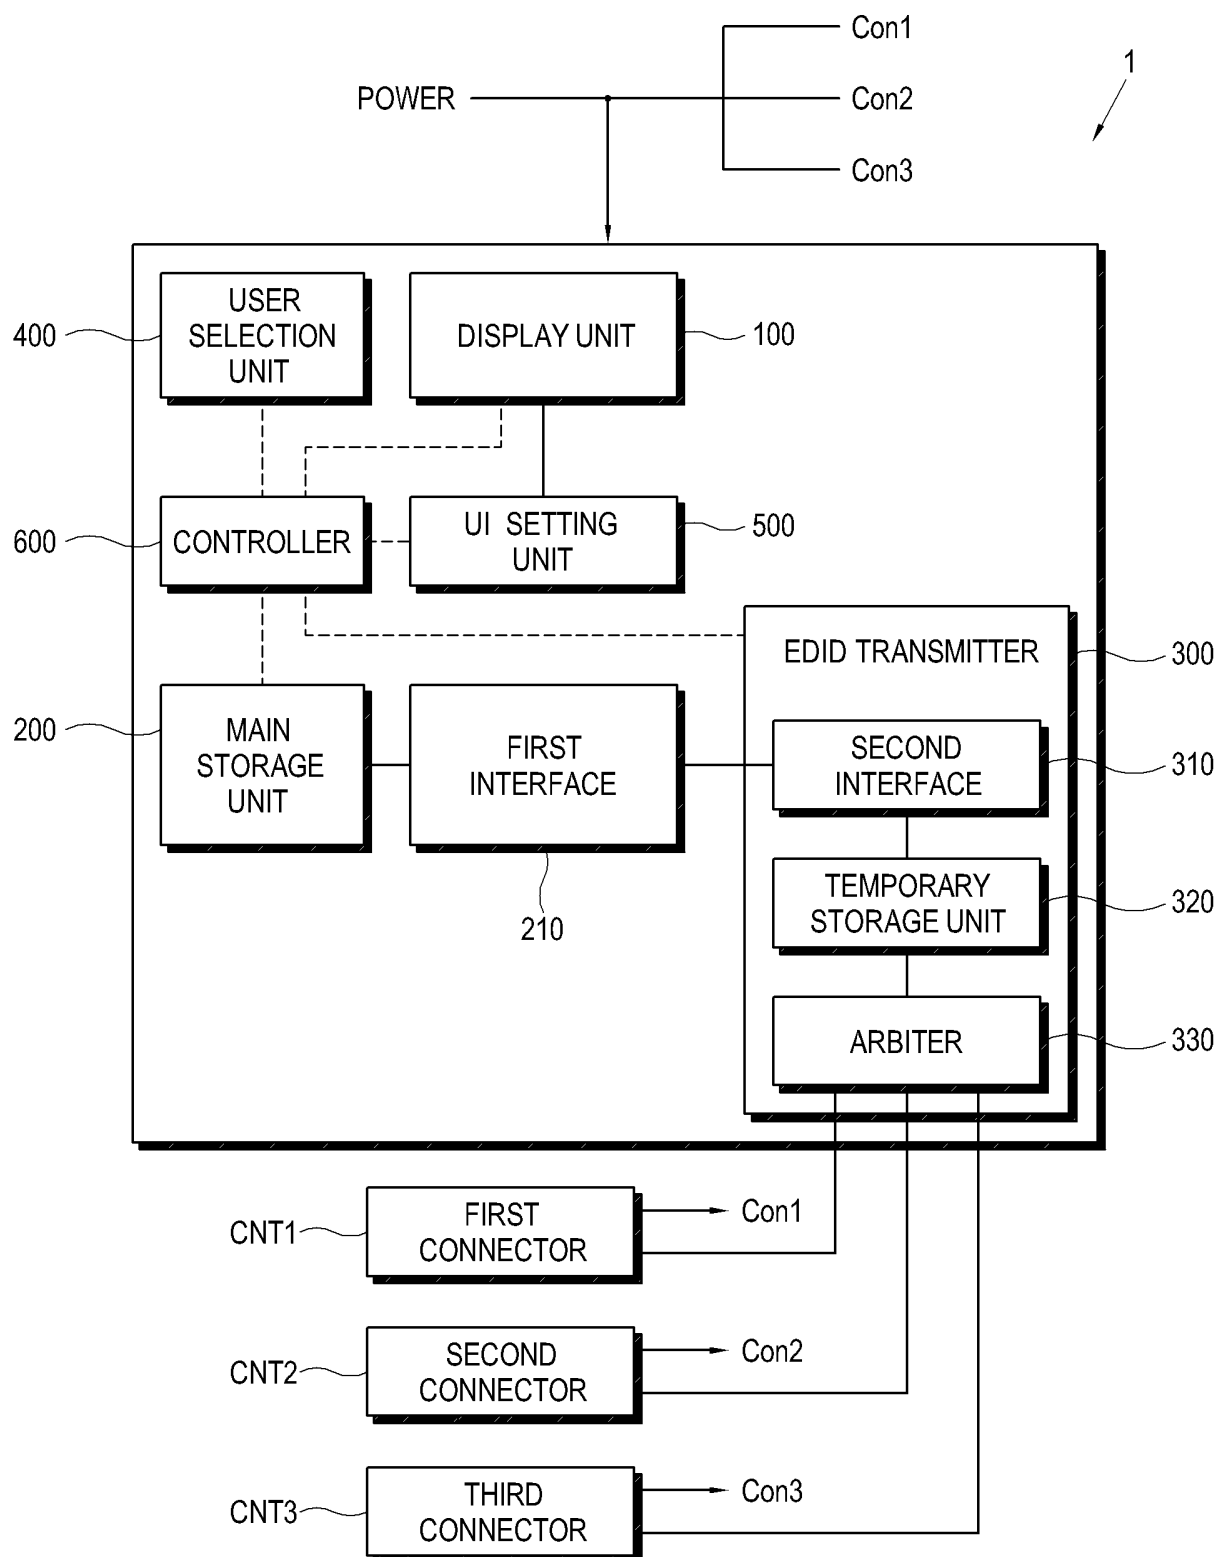 Con1
1
POWER
Con2
Con3
400
USER
SELECTION
UNIT
DISPLAY UNIT
100
600
CONTROLLER
UI SETTING
UNIT
500
EDID TRANSMITTER
300
200
MAIN
STORAGE
UNIT
FIRST
INTERFACE
210
SECOND
INTERFACE
310
TEMPORARY
STORAGE UNIT
320
ARBITER
330
CNT1
FIRST
CONNECTOR
Con1
CNT2
SECOND
CONNECTOR
Con2
CNT3
THIRD
CONNECTOR
Con3